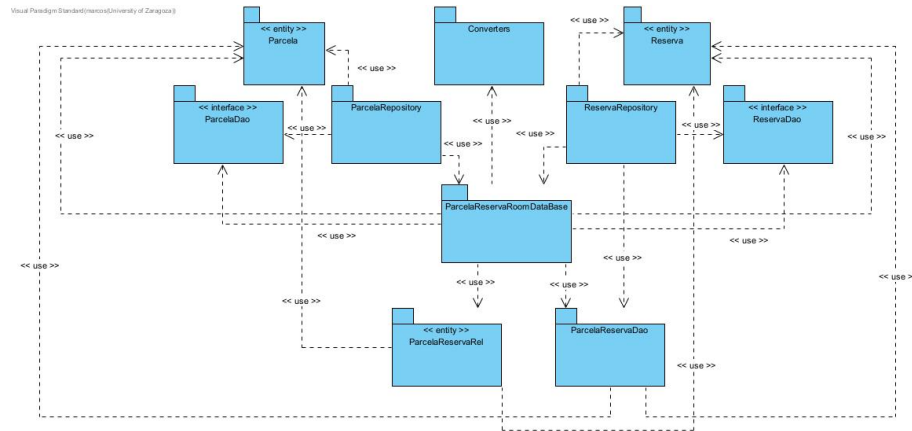 Visual Paradigm Standard(marcos(University of Zaragoza))
<< entity >>
Parcela
Converters
<< entity >>
Reserva
<< use >>
<< use >>
<< interface >>
ParcelaDao
ParcelaRepository
ReservaRepository
<< interface >>
ReservaDao
<< use >>
<< use >>
<< use >>
<< use >>
<< use >>
<< use >>
<< use >>
<< use >>
<< use >>
ParcelaReservaRoomDataBase
<< use >>
<< use >>
<< use >>
<< use >>
<< use >>
<< use >>
<< use >>
<< use >>
<< entity >>
ParcelaReservaRel
ParcelaReservaDao
<< use >>